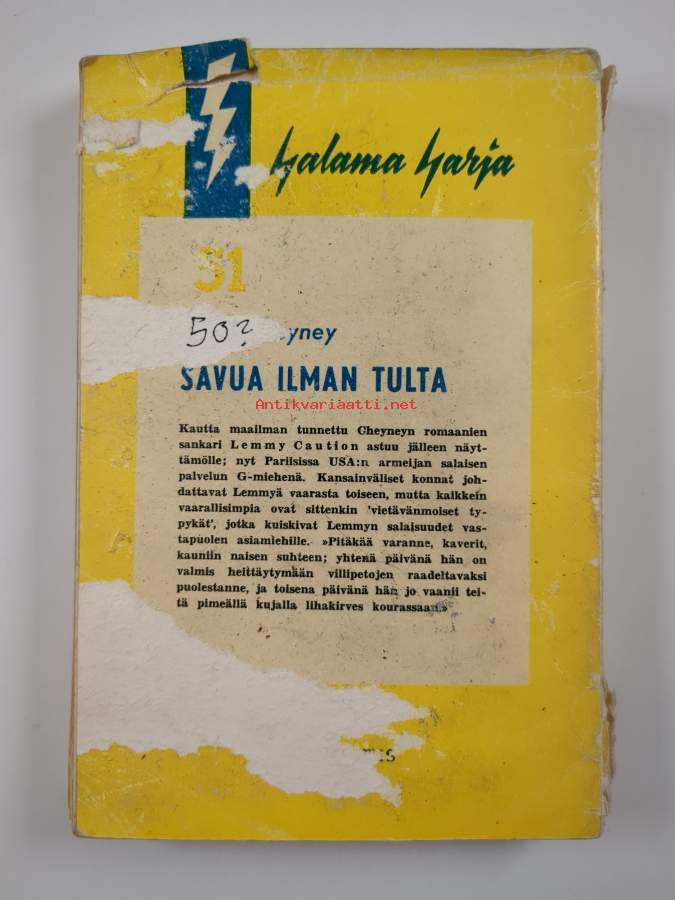 Salama Sarja
51
50? eyney
SAVUA ILMAN TULTA
Antikvariaatti.net
Kautta maailman tunnettu Cheyneyn romaanien
sankari Lemmy Caution astuu jälleen näyt-
tämölle; nyt Pariisissa USA:n armeijan salaisen
palvelun G-miehenä. Kansainväliset konnat joh-
dattavat Lemmyä vaarasta toiseen, mutta kaikkein
vaarallisimpia ovat sittenkin 'vietävänmoiset ty-
pykät', jotka kuiskivat Lemmyn salaisuudet vas-
tapuolen asiamiehille. »Pitäkää varanne, kaverit,
kauniin naisen suhteen; yhtenä päivänä hän on
valmis heittäytymään villipetojen raadeltavaksi
puolestanne, ja toisena päivänä hän jo vaanii tei-
tä pimeällä kujalla lihakirves kourassaan.»